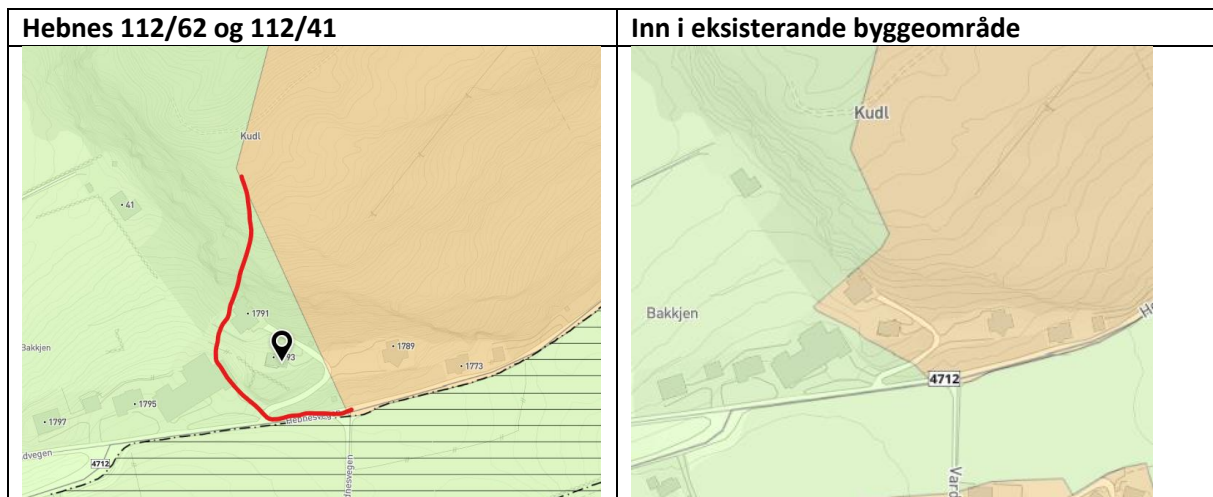 Hebnes 112/62 og 112/41
Inn i eksisterande byggeområde
Kudl
41
1791
1789
1773
Bakkjen
1795
1797
4712
Kudl
Bakkjen
4712